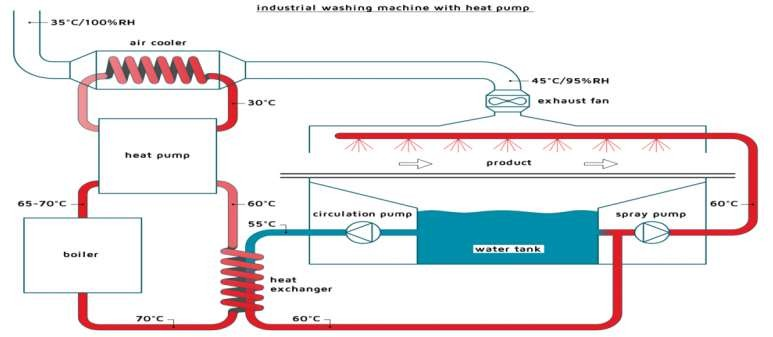 industrial washing machine with heat pump
35°C/100%RH
air cooler
45°C/95%RH
exhaust fan
30°C
heat pump
product
65-70°C
60°C
55°C
circulation pump
spray pump
60°C
boiler
water tank
heat
exchanger
70°C
60°C